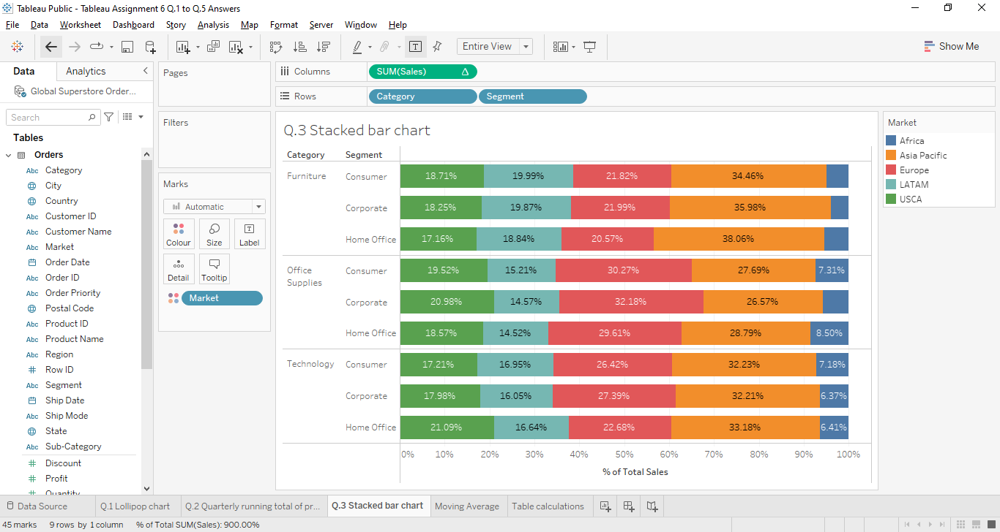 Tableau Public - Tableau Assignment 6 Q.1 to Q.5 Answers
File Data Worksheet Dashboard Story Analysis Map Format Server Window Help
Entire View
Show Me
Data Analytics
Global Superstore Order...
Search
Tables
Orders
Abc Category
City
Country
Abc Customer ID
Abc Customer Name
Abc Market
Order Date
Abc Order ID
Abc Order Priority
Postal Code
Abc Product ID
Abc Product Name
Abc Region
Row ID
Abc Segment
Ship Date
Abc Ship Mode
State
Abc Sub-Category
Discount
Profit
Quantity
Pages
Filters
Marks
Automatic
Colour Size Label
Detail Tooltip
Market
Columns SUM(Sales)
Rows Category Segment
Q.3 Stacked bar chart
Category Segment
Furniture Consumer 18.71% 19.99% 21.82% 34.46%
Corporate 18.25% 19.87% 21.99% 35.98%
Home Office 17.16% 18.84% 20.57% 38.06%
Office Supplies Consumer 19.52% 15.21% 30.27% 27.69% 7.31%
Corporate 20.98% 14.57% 32.18% 26.57%
Home Office 18.57% 14.52% 29.61% 28.79% 8.50%
Technology Consumer 17.21% 16.95% 26.42% 32.23% 7.18%
Corporate 17.98% 16.05% 27.39% 32.21% 6.37%
Home Office 21.09% 16.64% 22.68% 33.18% 6.41%
0% 10% 20% 30% 40% 50% 60% 70% 80% 90% 100%
% of Total Sales
Market
Africa
Asia Pacific
Europe
LATAM
USCA
Data Source Q.1 Lollipop chart Q.2 Quarterly running total of pr... Q.3 Stacked bar chart Moving Average Table calculations
45 marks 9 rows by 1 column % of Total SUM(Sales): 900.00%